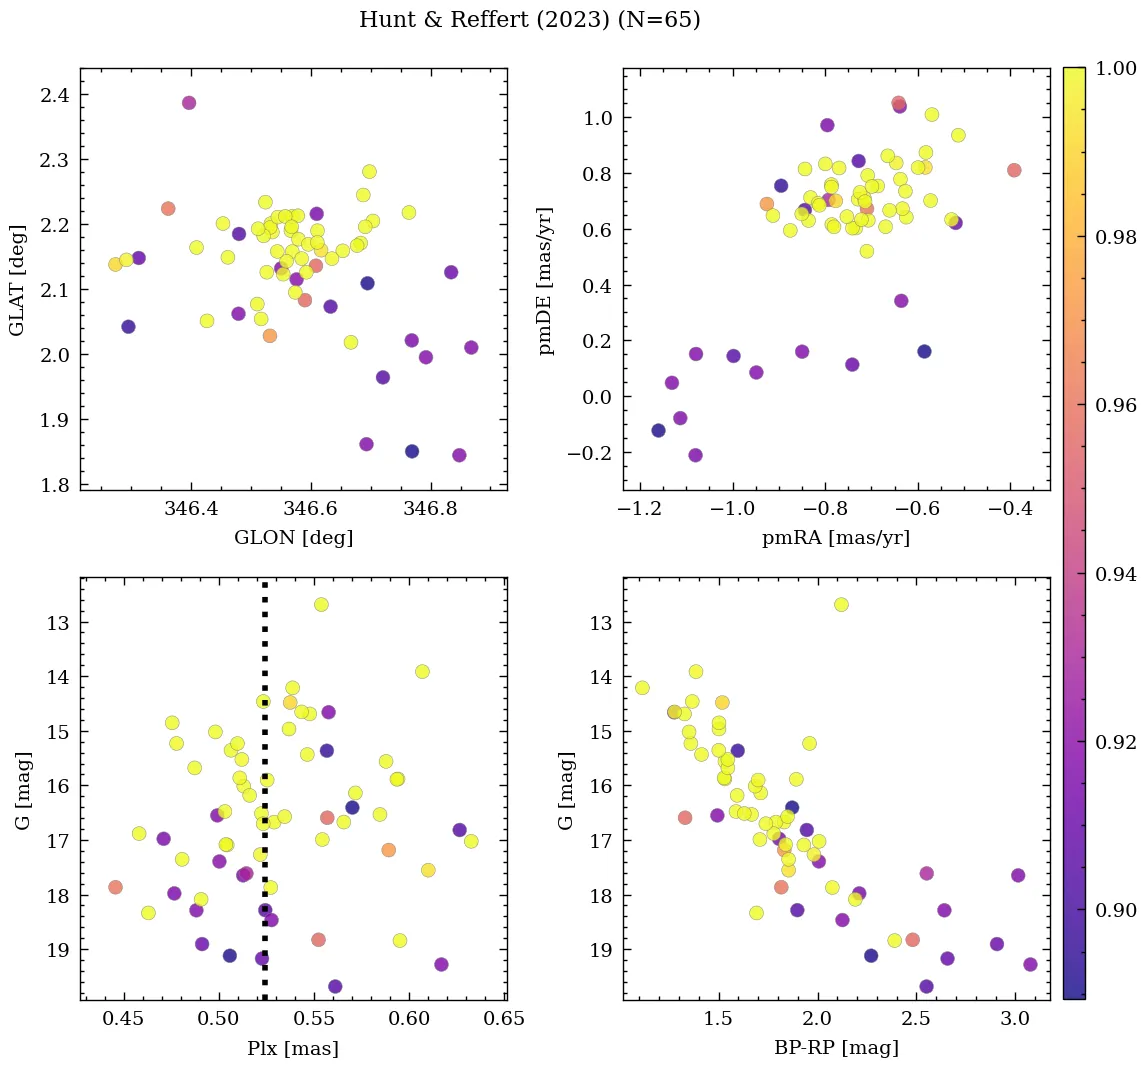 Hunt & Reffert (2023) (N=65)
GLAT [deg]
2.4
2.3
2.2
2.1
2.0
1.9
1.8
346.4 346.6 346.8
GLON [deg]
pmDE [mas/yr]
1.0
0.8
0.6
0.4
0.2
0.0
−0.2
−1.2 −1.0 −0.8 −0.6 −0.4
pmRA [mas/yr]
1.00
0.98
0.96
0.94
0.92
0.90
G [mag]
13
14
15
16
17
18
19
0.45 0.50 0.55 0.60 0.65
Plx [mas]
G [mag]
13
14
15
16
17
18
19
1.5 2.0 2.5 3.0
BP-RP [mag]